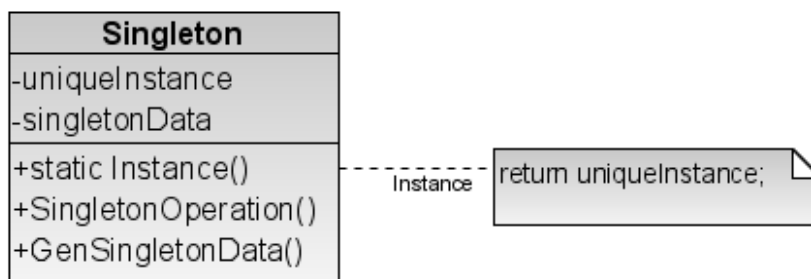 Singleton
-uniqueInstance
-singletonData
+static Instance()
+SingletonOperation()
+GenSingletonData()
Instance
return uniqueInstance;